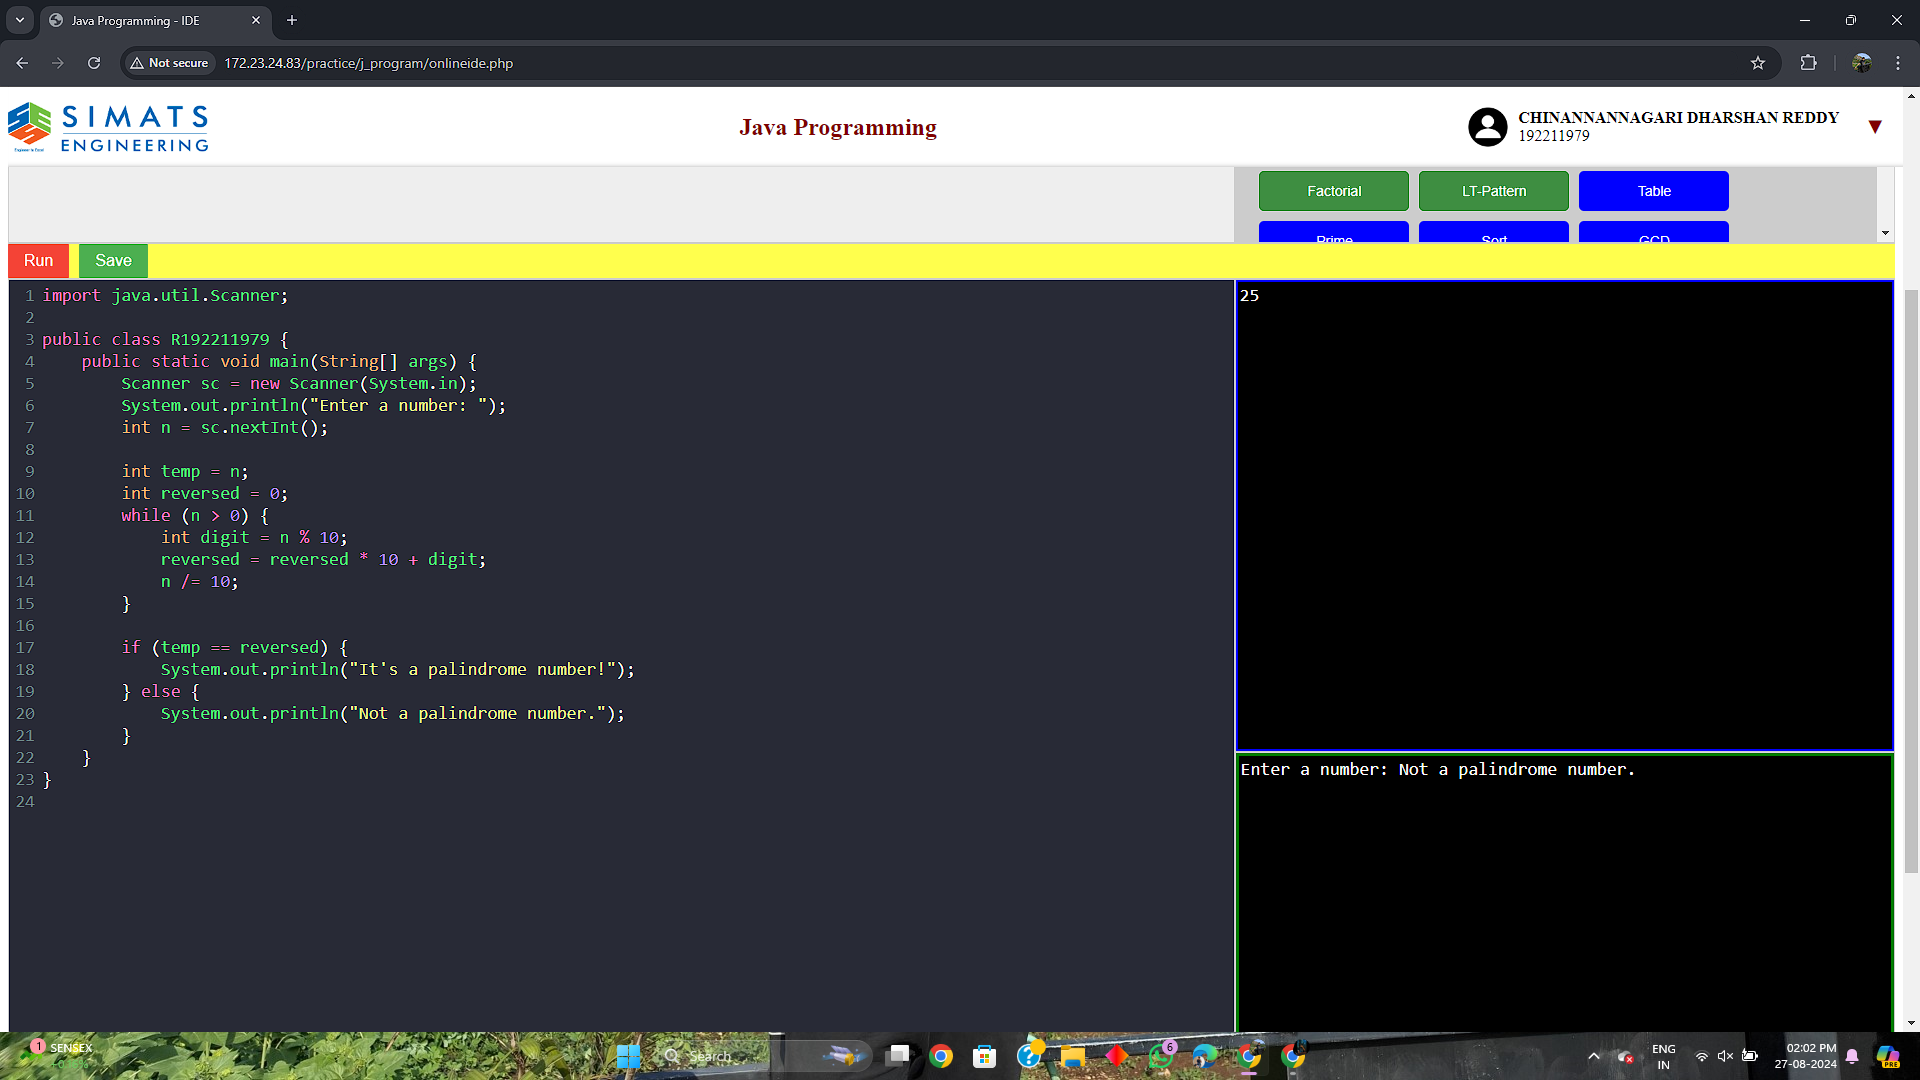 Java Programming - IDE
Not secure
172.23.24.83/practice/j_program/onlineide.php
SIMATS
ENGINEERING
Java Programming
CHINANNANNAGARI DHARSHAN REDDY
192211979
Factorial
LT-Pattern
Table
Prime
Sort
GCD
Run
Save
1 import java.util.Scanner;
2
3 public class R192211979 {
4     public static void main(String[] args) {
5         Scanner sc = new Scanner(System.in);
6         System.out.println("Enter a number: ");
7         int n = sc.nextInt();
8
9         int temp = n;
10         int reversed = 0;
11         while (n > 0) {
12             int digit = n % 10;
13             reversed = reversed * 10 + digit;
14             n /= 10;
15         }
16
17         if (temp == reversed) {
18             System.out.println("It's a palindrome number!");
19         } else {
20             System.out.println("Not a palindrome number.");
21         }
22     }
23 }
24
25
Enter a number: Not a palindrome number.
1
SENSEX
Search
6
ENG
IN
02:02 PM
27-08-2024
PRE